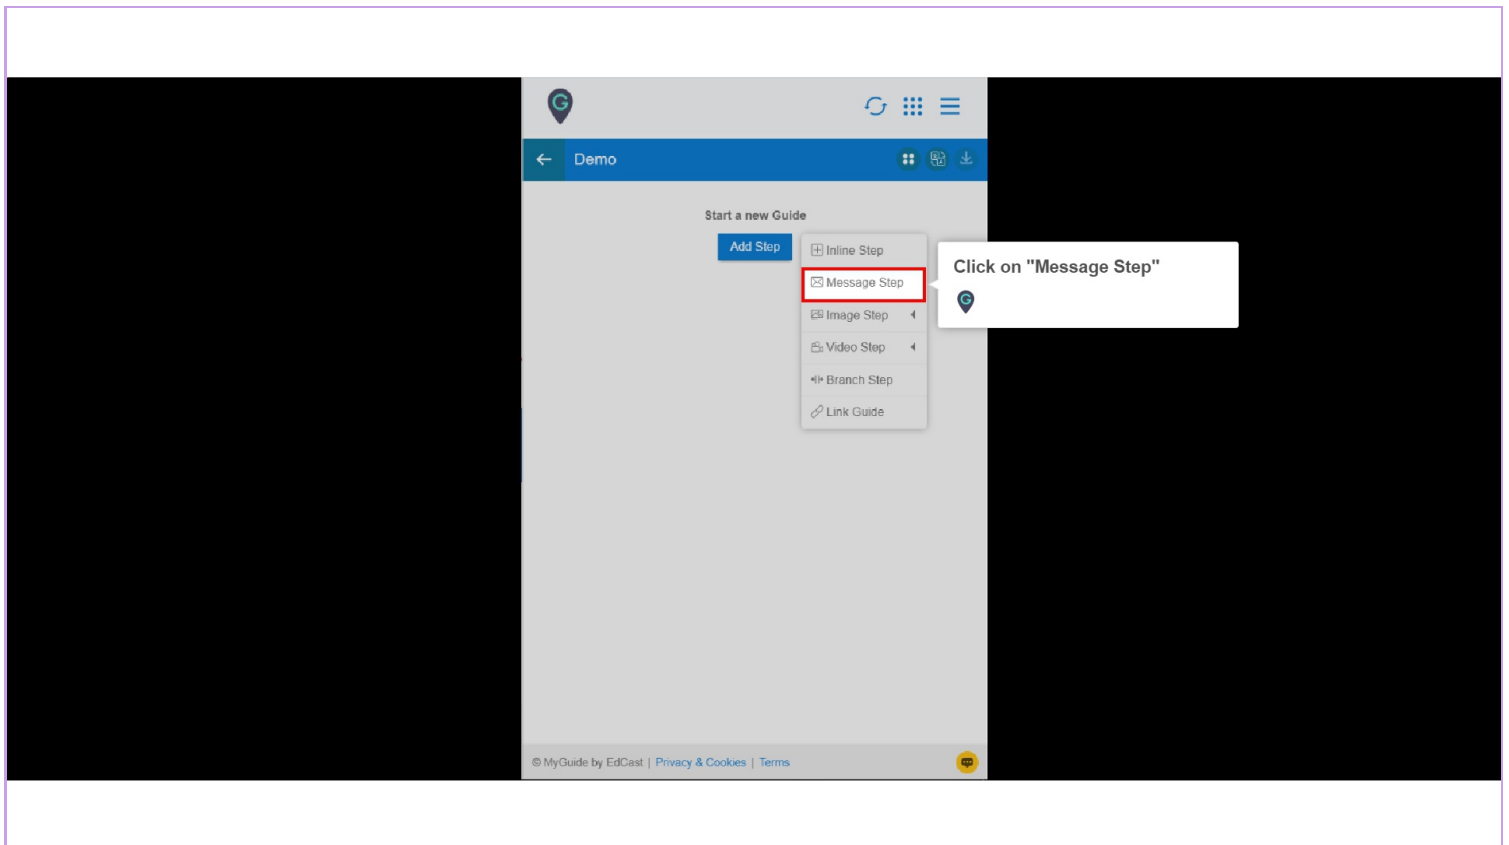 G
Demo
Start a new Guide
Add Step
Inline Step
Message Step
Image Step
Video Step
Branch Step
Link Guide
Click on "Message Step"
G
© MyGuide by EdCast | Privacy & Cookies | Terms